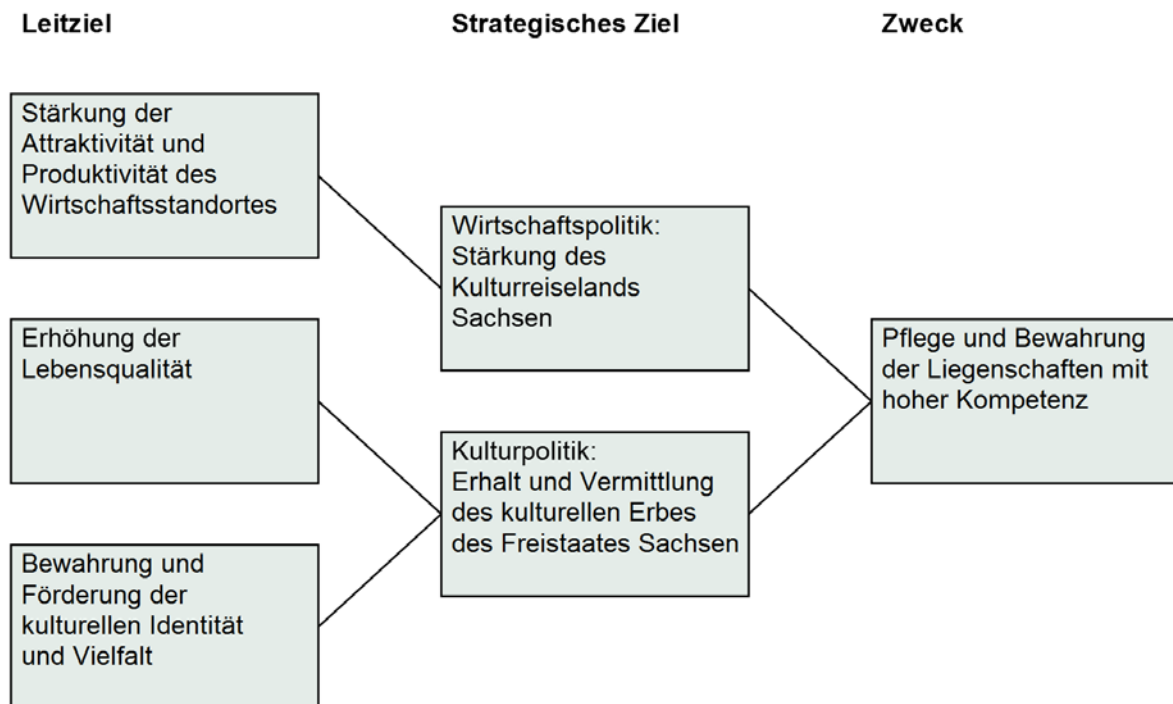 Leitziel
Strategisches Ziel
Zweck
Stärkung der
Attraktivität und
Produktivität des
Wirtschaftsstandortes
Erhöhung der
Lebensqualität
Bewahrung und
Förderung der
kulturellen Identität
und Vielfalt
Wirtschaftspolitik:
Stärkung des
Kulturreiselands
Sachsen
Kulturpolitik:
Erhalt und Vermittlung
des kulturellen Erbes
des Freistaates Sachsen
Pflege und Bewahrung
der Liegenschaften mit
hoher Kompetenz